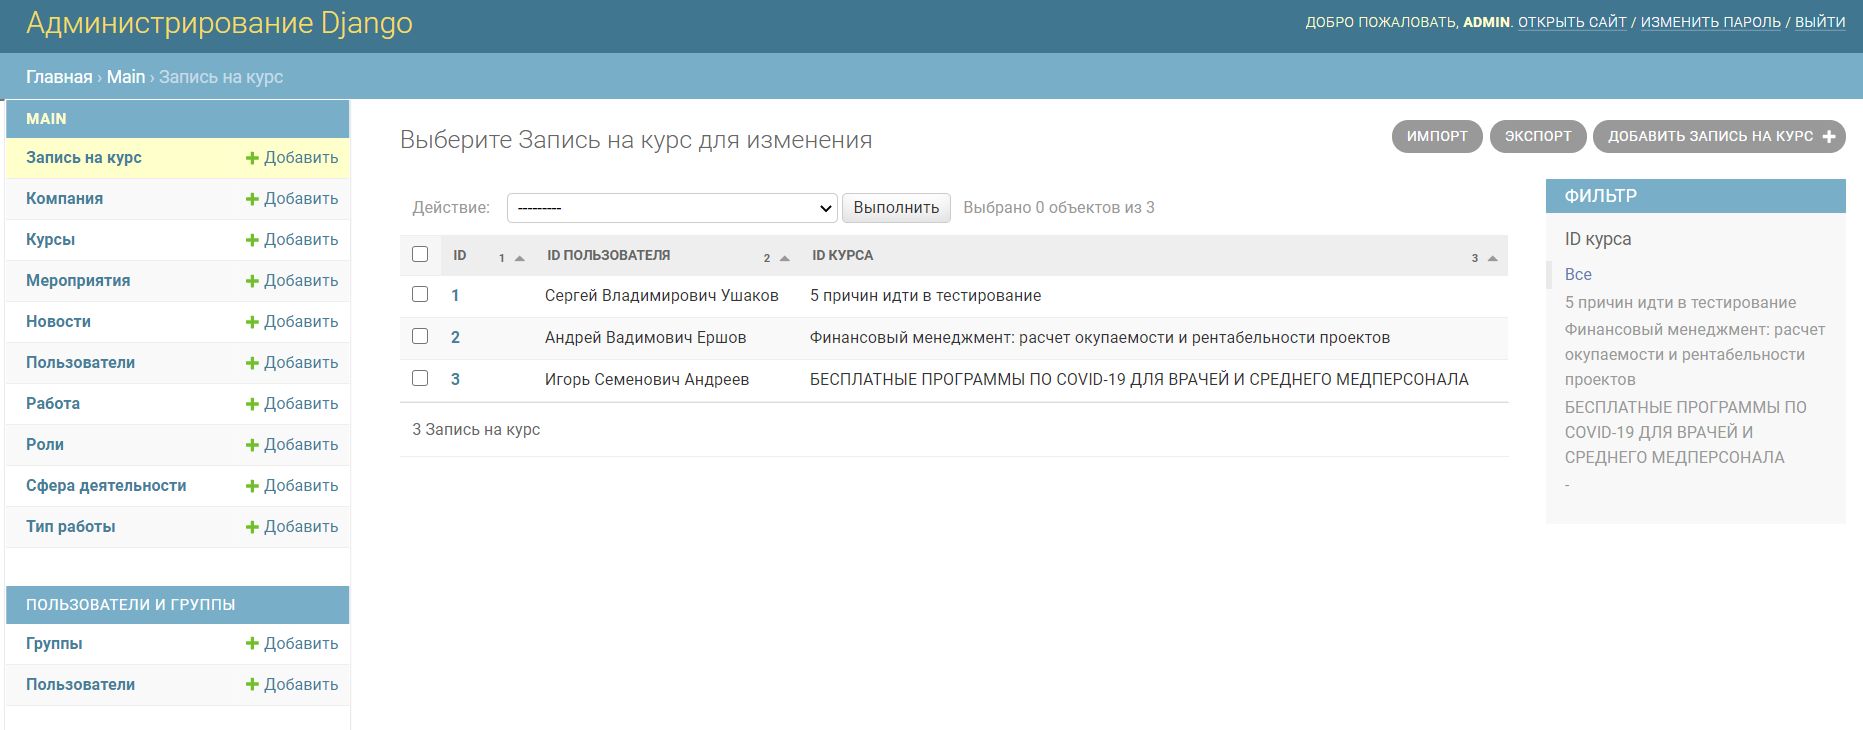 Администрирование Django
ДОБРО ПОЖАЛОВАТЬ, ADMIN. ОТКРЫТЬ САЙТ / ИЗМЕНИТЬ ПАРОЛЬ / ВЫЙТИ
Главная › Main › Запись на курс
MAIN
Запись на курс Добавить
Компания Добавить
Курсы Добавить
Мероприятия Добавить
Новости Добавить
Пользователи Добавить
Работа Добавить
Роли Добавить
Сфера деятельности Добавить
Тип работы Добавить
ПОЛЬЗОВАТЕЛИ И ГРУППЫ
Группы Добавить
Пользователи Добавить
Выберите Запись на курс для изменения
ИМПОРТ ЭКСПОРТ ДОБАВИТЬ ЗАПИСЬ НА КУРС
Действие: --------- Выполнить Выбрано 0 объектов из 3
ID 1 ID ПОЛЬЗОВАТЕЛЯ 2 ID КУРСА 3
1 Сергей Владимирович Ушаков 5 причин идти в тестирование
2 Андрей Вадимович Ершов Финансовый менеджмент: расчет окупаемости и рентабельности проектов
3 Игорь Семенович Андреев БЕСПЛАТНЫЕ ПРОГРАММЫ ПО COVID-19 ДЛЯ ВРАЧЕЙ И СРЕДНЕГО МЕДПЕРСОНАЛА
3 Запись на курс
ФИЛЬТР
ID курса
Все
5 причин идти в тестирование
Финансовый менеджмент: расчет
окупаемости и рентабельности
проектов
БЕСПЛАТНЫЕ ПРОГРАММЫ ПО
COVID-19 ДЛЯ ВРАЧЕЙ И
СРЕДНЕГО МЕДПЕРСОНАЛА
-